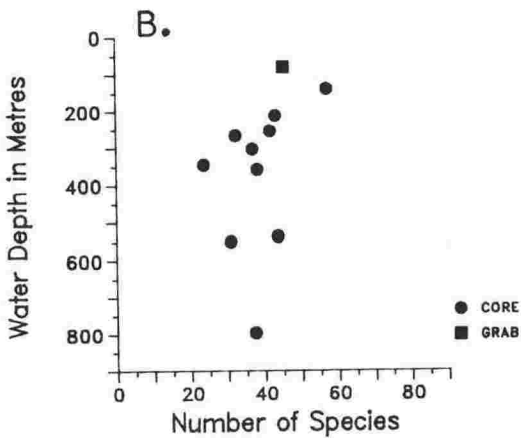 B.
0
200
400
600
800
Water Depth in Metres
0 20 40 60 80
Number of Species
CORE
GRAB